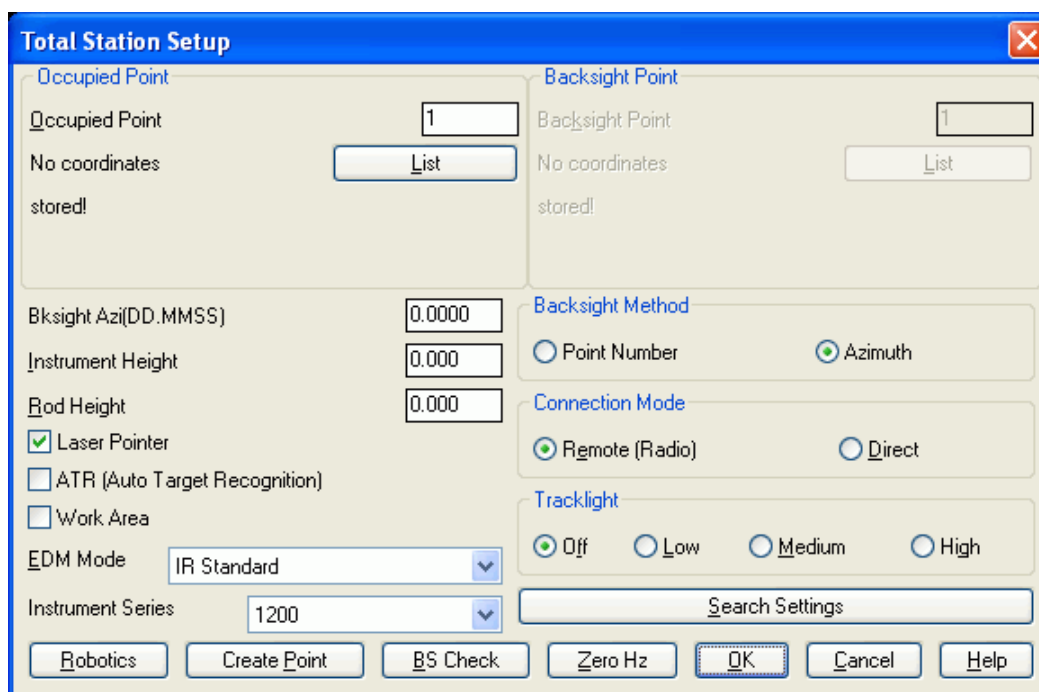 Total Station Setup
Occupied Point
Backsight Point
Occupied Point 1
Backsight Point 1
No coordinates List
No coordinates List
stored!
stored!
Bksight Azi(DD.MMSS) 0.0000
Instrument Height 0.000
Rod Height 0.000
Laser Pointer
ATR (Auto Target Recognition)
Work Area
EDM Mode IR Standard
Instrument Series 1200
Backsight Method
Point Number Azimuth
Connection Mode
Remote (Radio) Direct
Tracklight
Off Low Medium High
Search Settings
Robotics Create Point BS Check Zero Hz OK Cancel Help